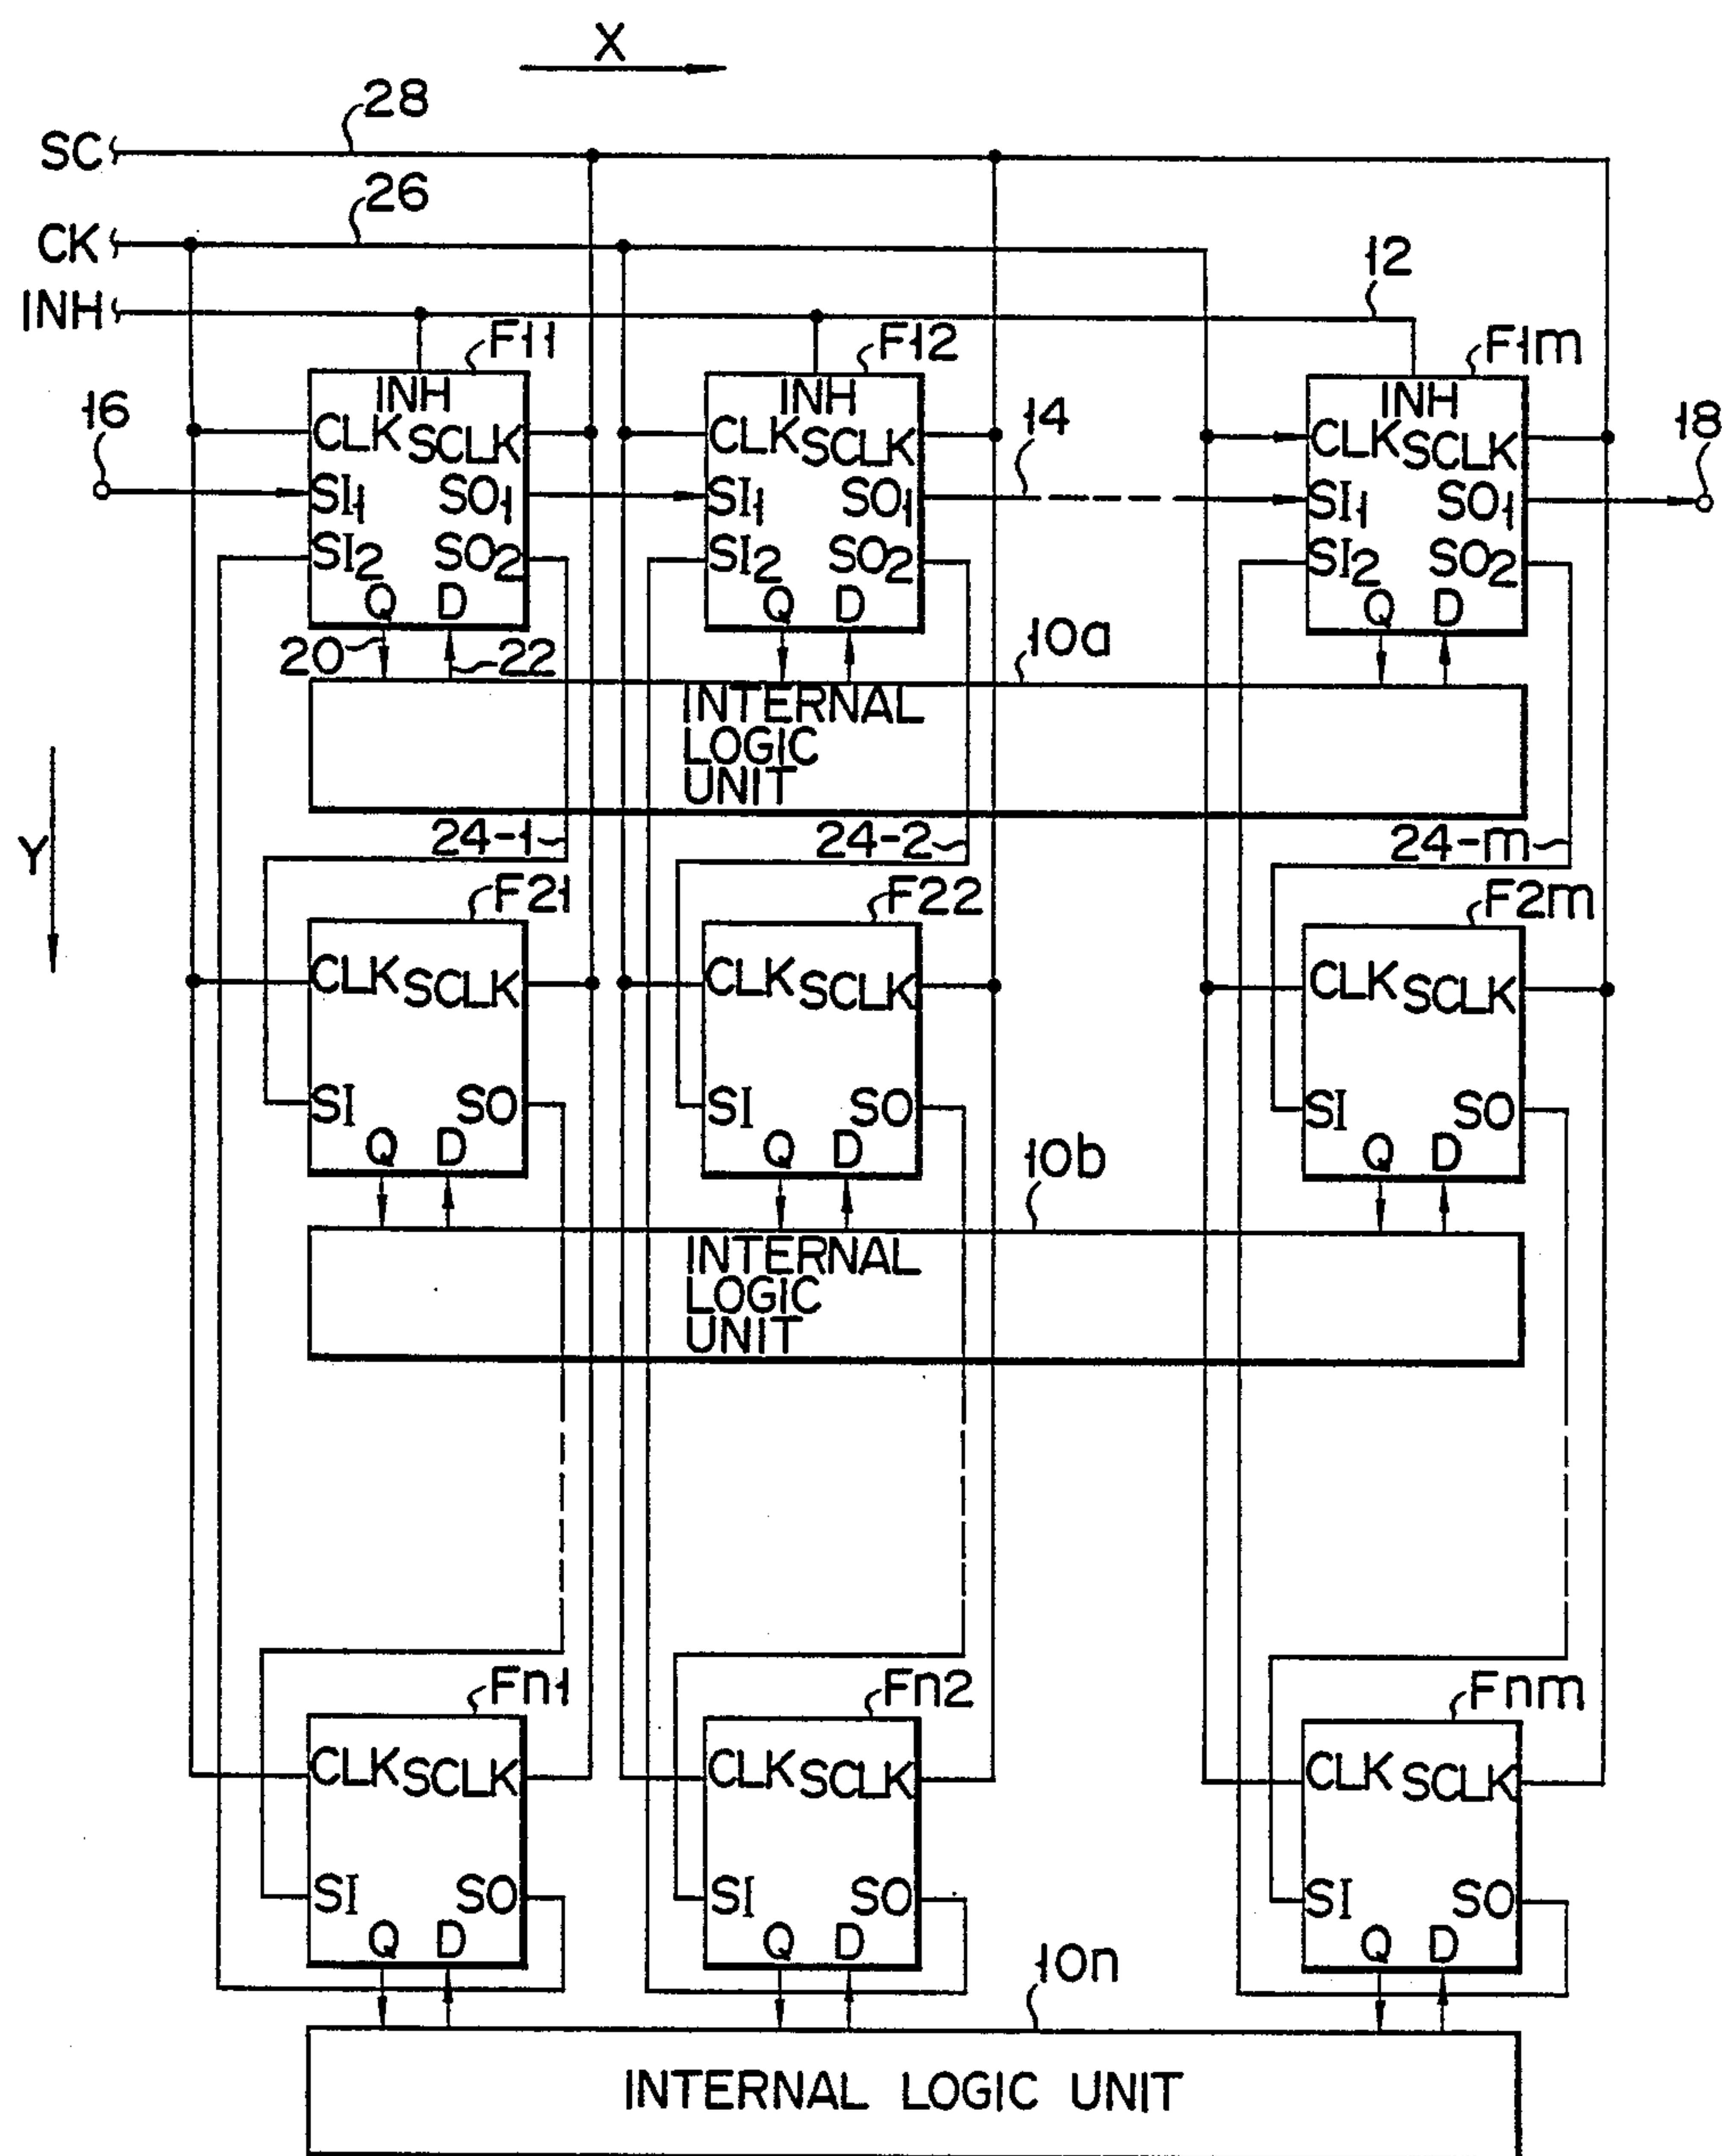 X
28
SC
26
CK
12
INH
F11 F12 F1m
INH INH INH
16 CLK SCLK CLK SCLK 14 CLK SCLK 18
SI1 SO1 SI1 SO1 SI1 SO1
SI2 SO2 SI2 SO2 SI2 SO2
Q D Q D Q D
20 22 10a
INTERNAL
LOGIC
UNIT
Y 24-1 24-2 24-m
F21 F22 F2m
CLK SCLK CLK SCLK CLK SCLK
SI SO SI SO SI SO
Q D Q D Q D
10b
INTERNAL
LOGIC
UNIT
Fn1 Fn2 Fnm
CLK SCLK CLK SCLK CLK SCLK
SI SO SI SO SI SO
Q D Q D Q D
10n
INTERNAL LOGIC UNIT